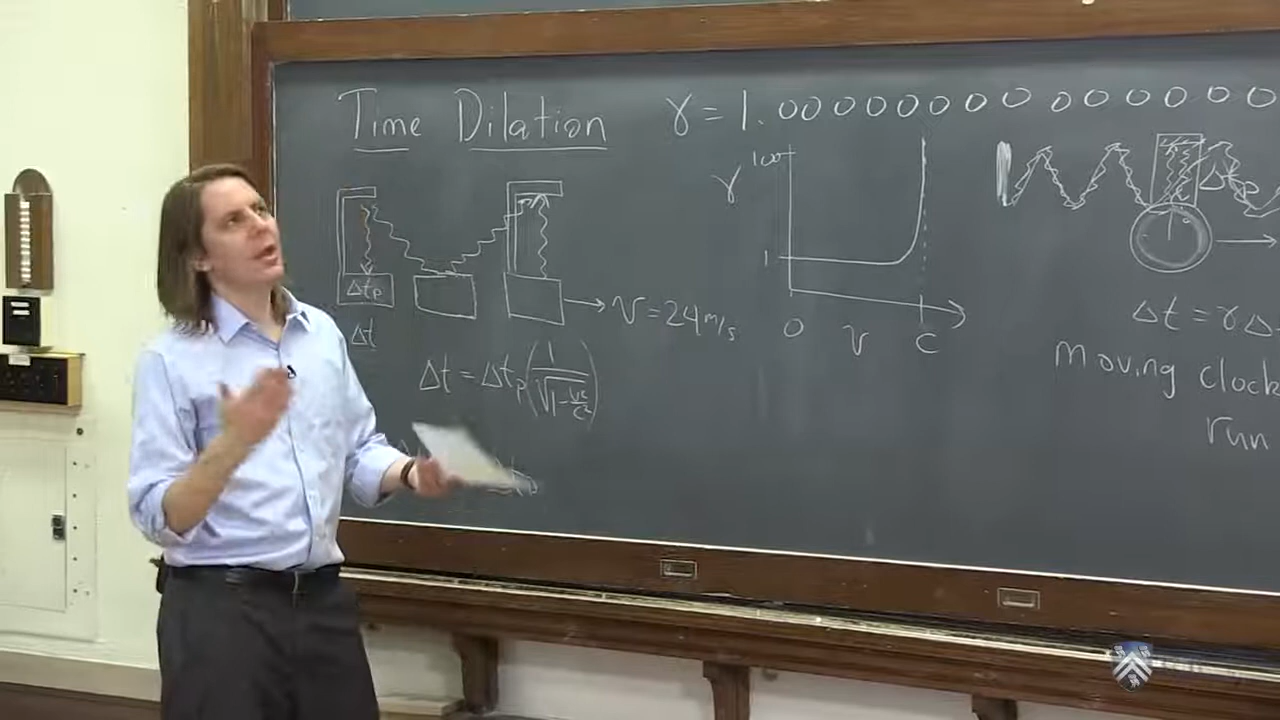 Time Dilation
γ = 1.00000000000000
100
γ
1
0
v
c
Δtp
Δtp
Δt
v = 24 m/s
Δt = Δtp (1/√(1 - v²/c²))
Δt = γ Δ
moving clock
run